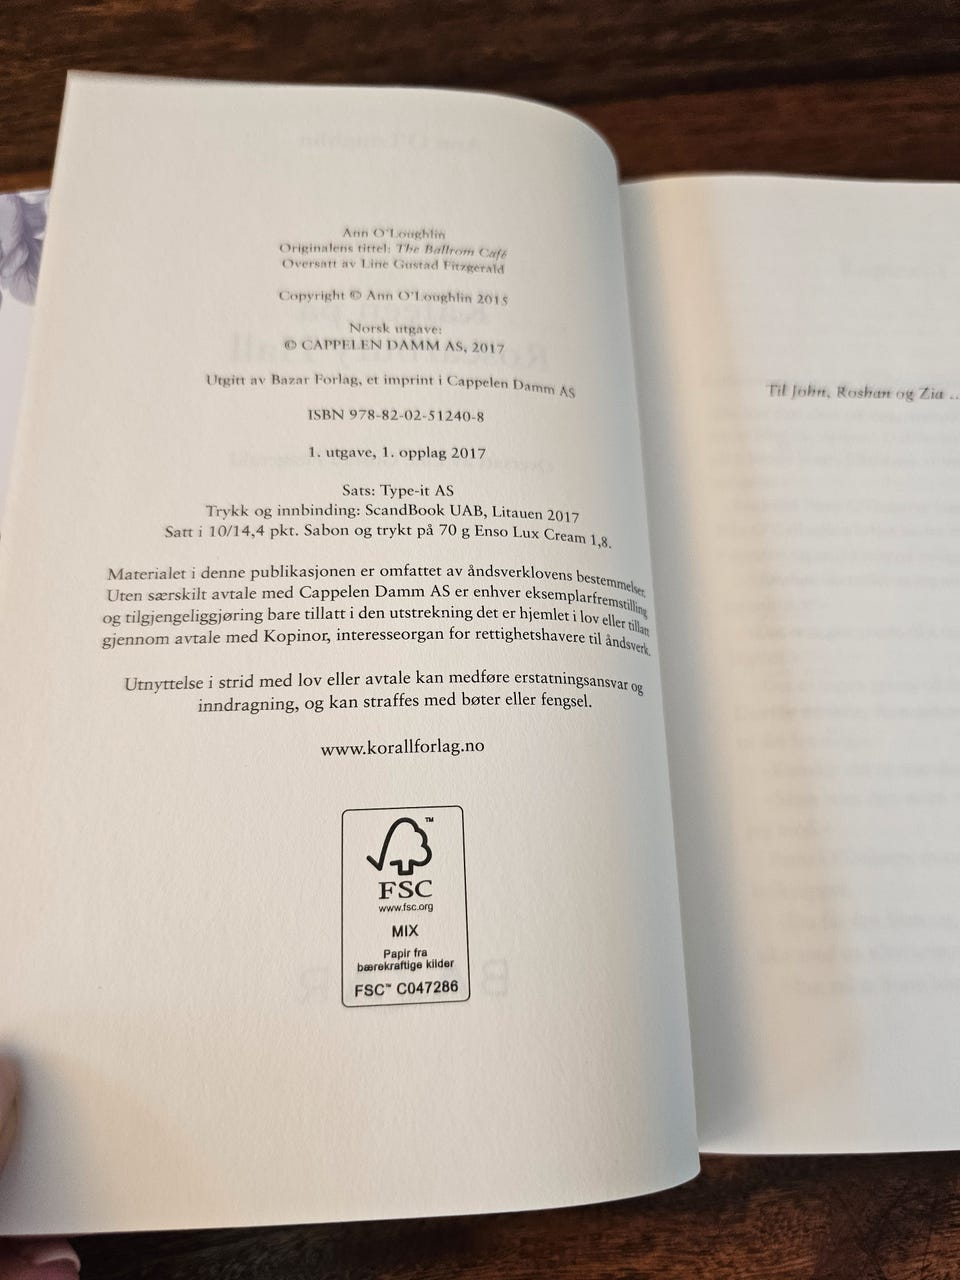 Ann O'Loughlin
Originalens tittel: The Ballrom Café
Oversatt av Line Gustad Fitzgerald
Copyright © Ann O'Loughlin 2015
Norsk utgave:
© CAPPELEN DAMM AS, 2017
Utgitt av Bazar Forlag, et imprint i Cappelen Damm AS
ISBN 978-82-02-51240-8
1. utgave, 1. opplag 2017
Sats: Type-it AS
Trykk og innbinding: ScandBook UAB, Litauen 2017
Satt i 10/14,4 pkt. Sabon og trykt på 70 g Enso Lux Cream 1,8.
Materialet i denne publikasjonen er omfattet av åndsverklovens bestemmelser.
Uten særskilt avtale med Cappelen Damm AS er enhver eksemplarfremstilling
og tilgjengeliggjøring bare tillatt i den utstrekning det er hjemlet i lov eller tillatt
gjennom avtale med Kopinor, interesseorgan for rettighetshavere til åndsverk.
Utnyttelse i strid med lov eller avtale kan medføre erstatningsansvar og
inndragning, og kan straffes med bøter eller fengsel.
www.korallforlag.no
TM
FSC
www.fsc.org
MIX
Papir fra
bærekraftige kilder
FSC™ C047286
Til John, Roshan og Zia ...